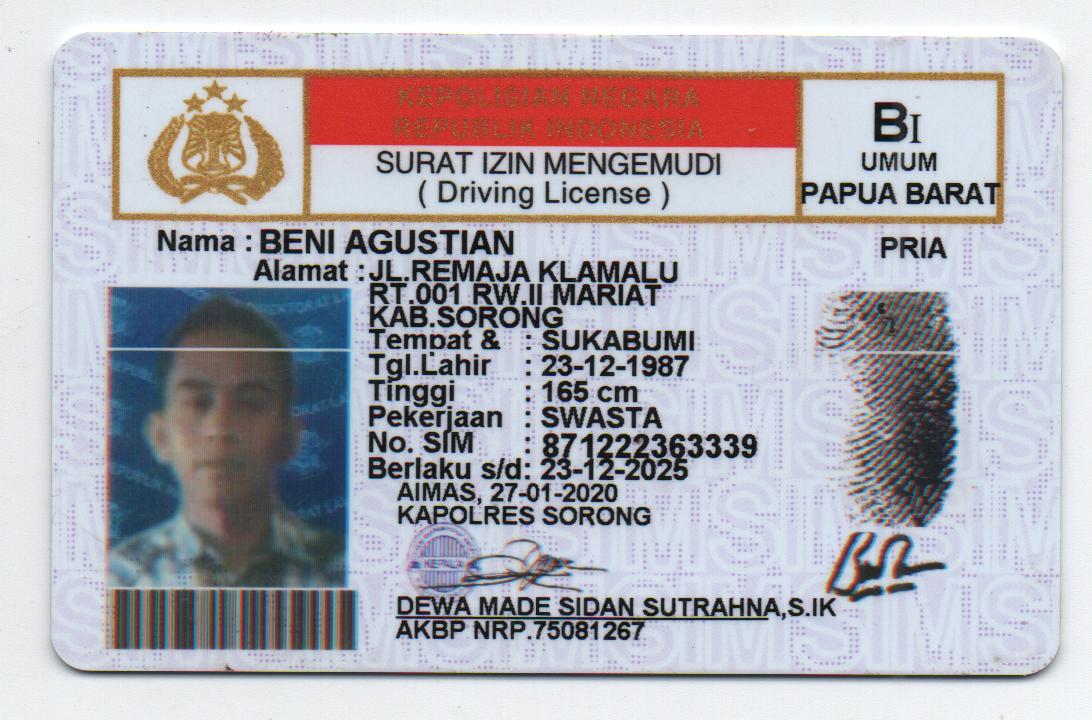 KEPOLISIAN NEGARA
REPUBLIK INDONESIA
SURAT IZIN MENGEMUDI
( Driving License )
BI
UMUM
PAPUA BARAT
Nama : BENI AGUSTIAN
PRIA
Alamat : JL.REMAJA KLAMALU
RT.001 RW.II MARIAT
KAB.SORONG
Tempat & : SUKABUMI
Tgl.Lahir : 23-12-1987
Tinggi : 165 cm
Pekerjaan : SWASTA
No. SIM : 871222363339
Berlaku s/d: 23-12-2025
AIMAS, 27-01-2020
KAPOLRES SORONG
KEPALA
DEWA MADE SIDAN SUTRAHNA,S.IK
AKBP NRP.75081267